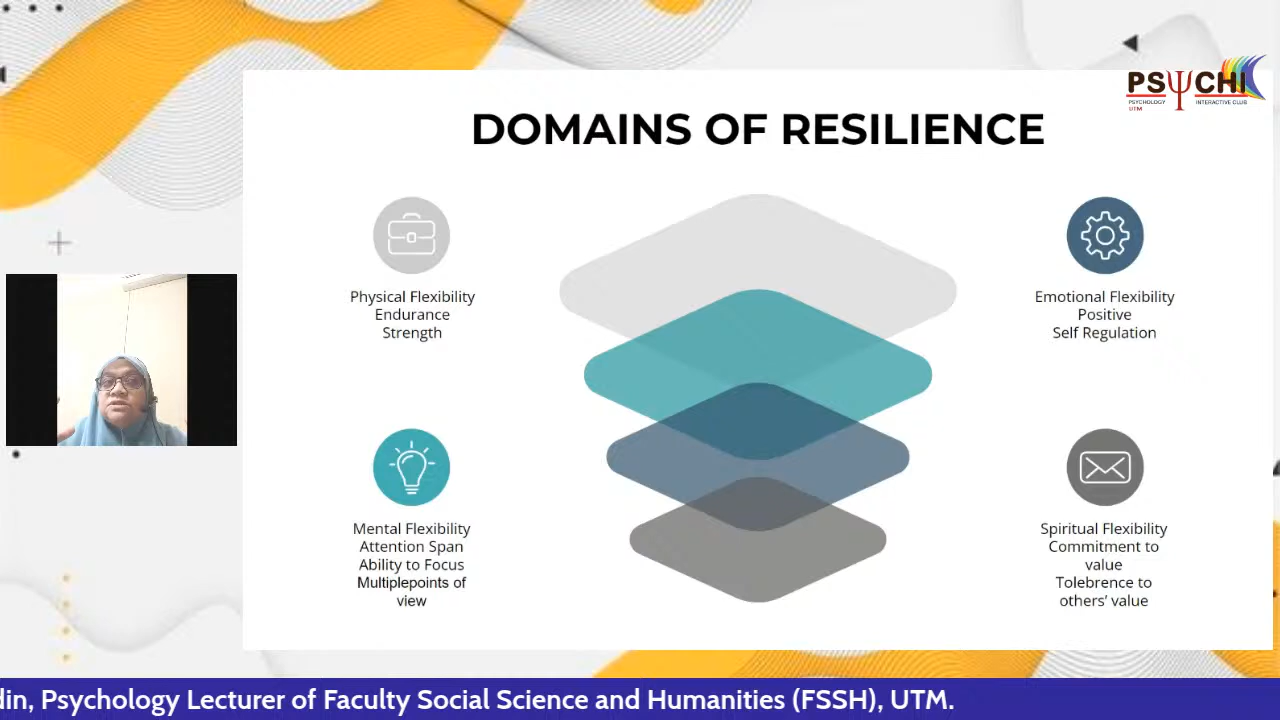 PSYCHI
PSYCHOLOGY INTERACTIVE CLUB
UTM
DOMAINS OF RESILIENCE
Physical Flexibility
Endurance
Strength
Emotional Flexibility
Positive
Self Regulation
Mental Flexibility
Attention Span
Ability to Focus
Multiplepoints of
view
Spiritual Flexibility
Commitment to
value
Tolebrence to
others' value
din, Psychology Lecturer of Faculty Social Science and Humanities (FSSH), UTM.